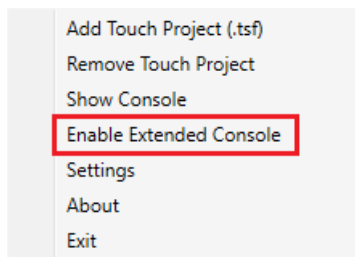 Add Touch Project (.tsf)
Remove Touch Project
Show Console
Enable Extended Console
Settings
About
Exit